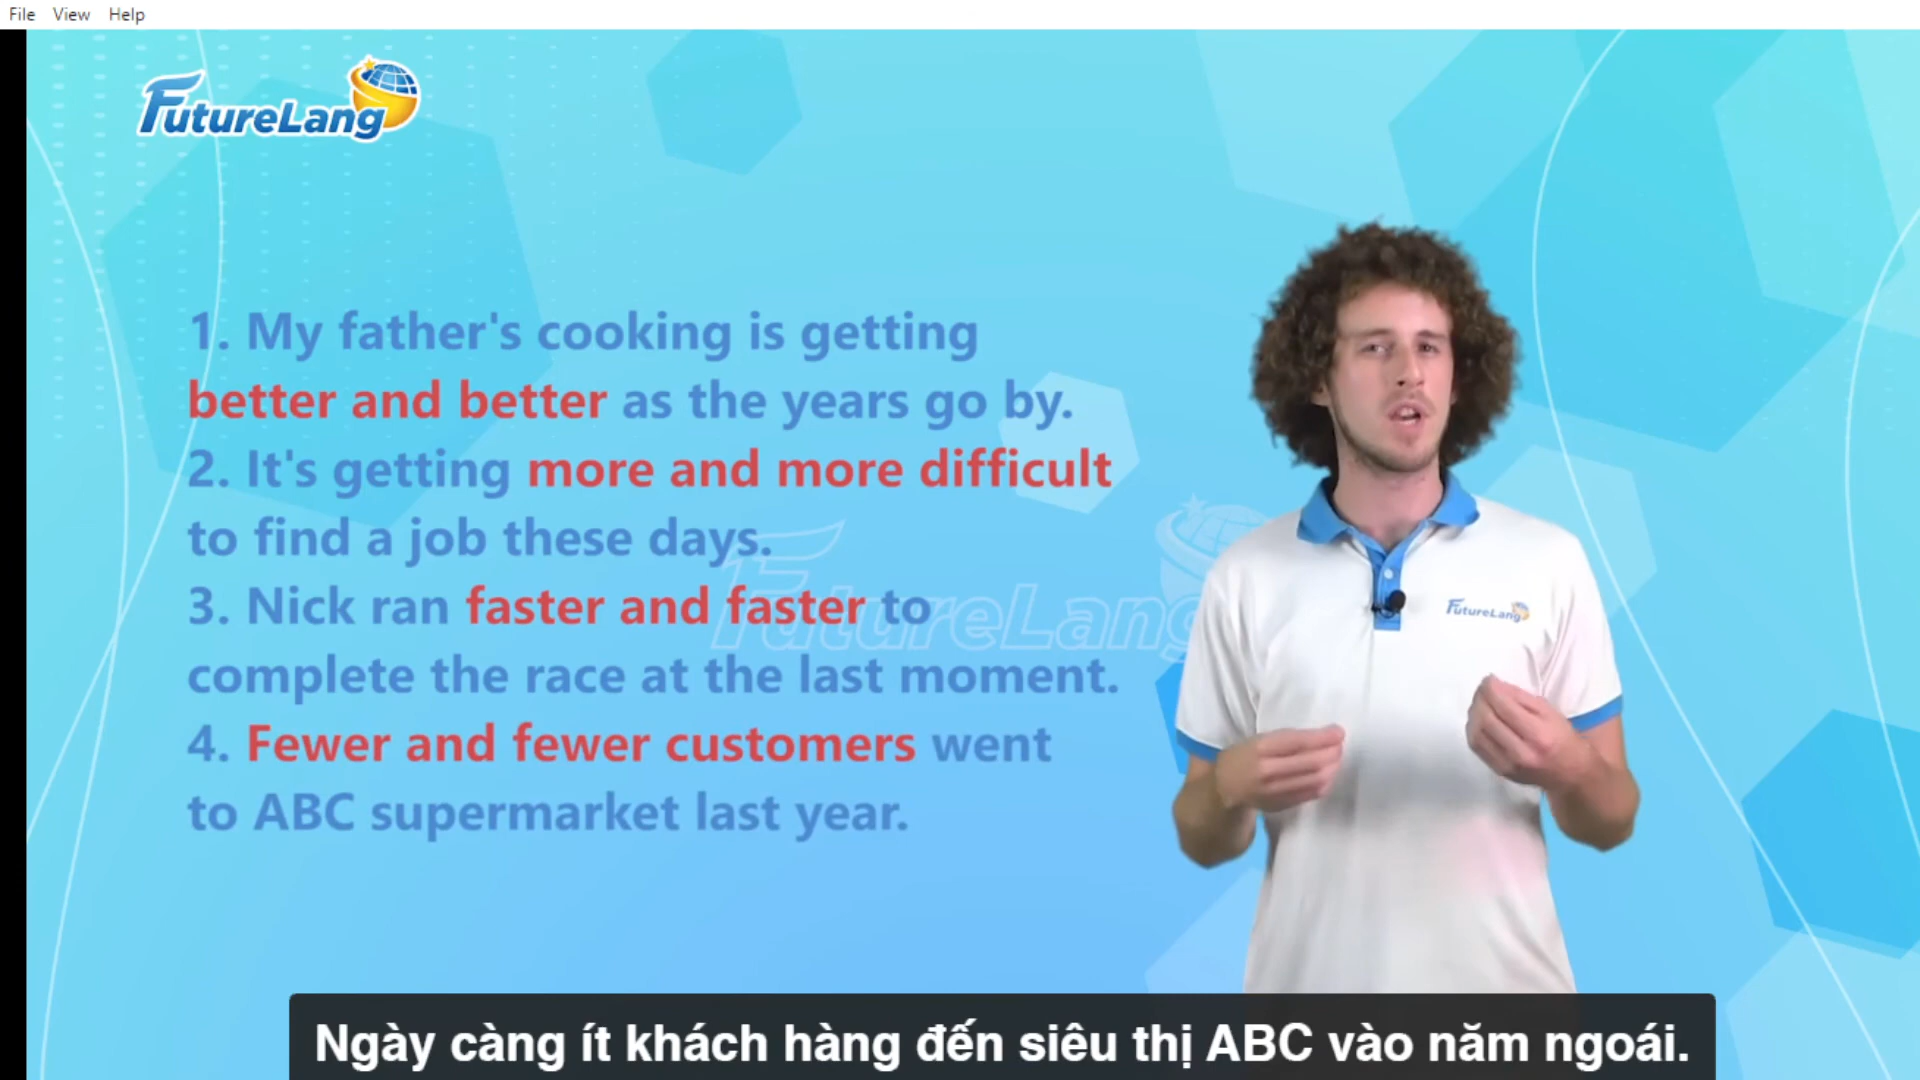 File View Help
FutureLang
1. My father's cooking is getting
better and better as the years go by.
2. It's getting more and more difficult
to find a job these days.
3. Nick ran faster and faster to
complete the race at the last moment.
4. Fewer and fewer customers went
to ABC supermarket last year.
FutureLang
FutureLang
Ngày càng ít khách hàng đến siêu thị ABC vào năm ngoái.